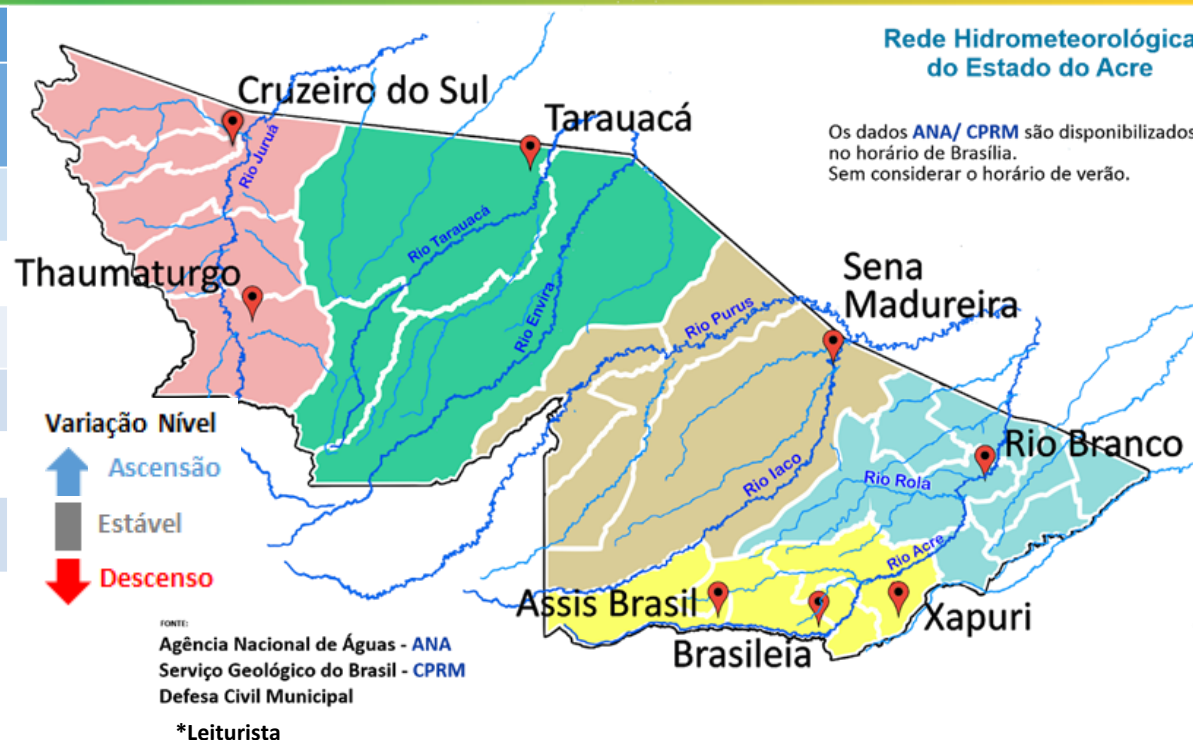 Rede Hidrometeorológica
do Estado do Acre
Os dados ANA/ CPRM são disponibilizados
no horário de Brasília.
Sem considerar o horário de verão.
Cruzeiro do Sul
Tarauacá
Rio Juruá
Rio Tarauacá
Thaumaturgo
Rio Envira
Sena
Madureira
Rio Purus
Variação Nível
Ascensão
Estável
Descenso
Rio Branco
Rio Iaco
Rio Rola
Rio Acre
Assis Brasil
Brasileia
Xapuri
FONTE:
Agência Nacional de Águas - ANA
Serviço Geológico do Brasil - CPRM
Defesa Civil Municipal
*Leiturista